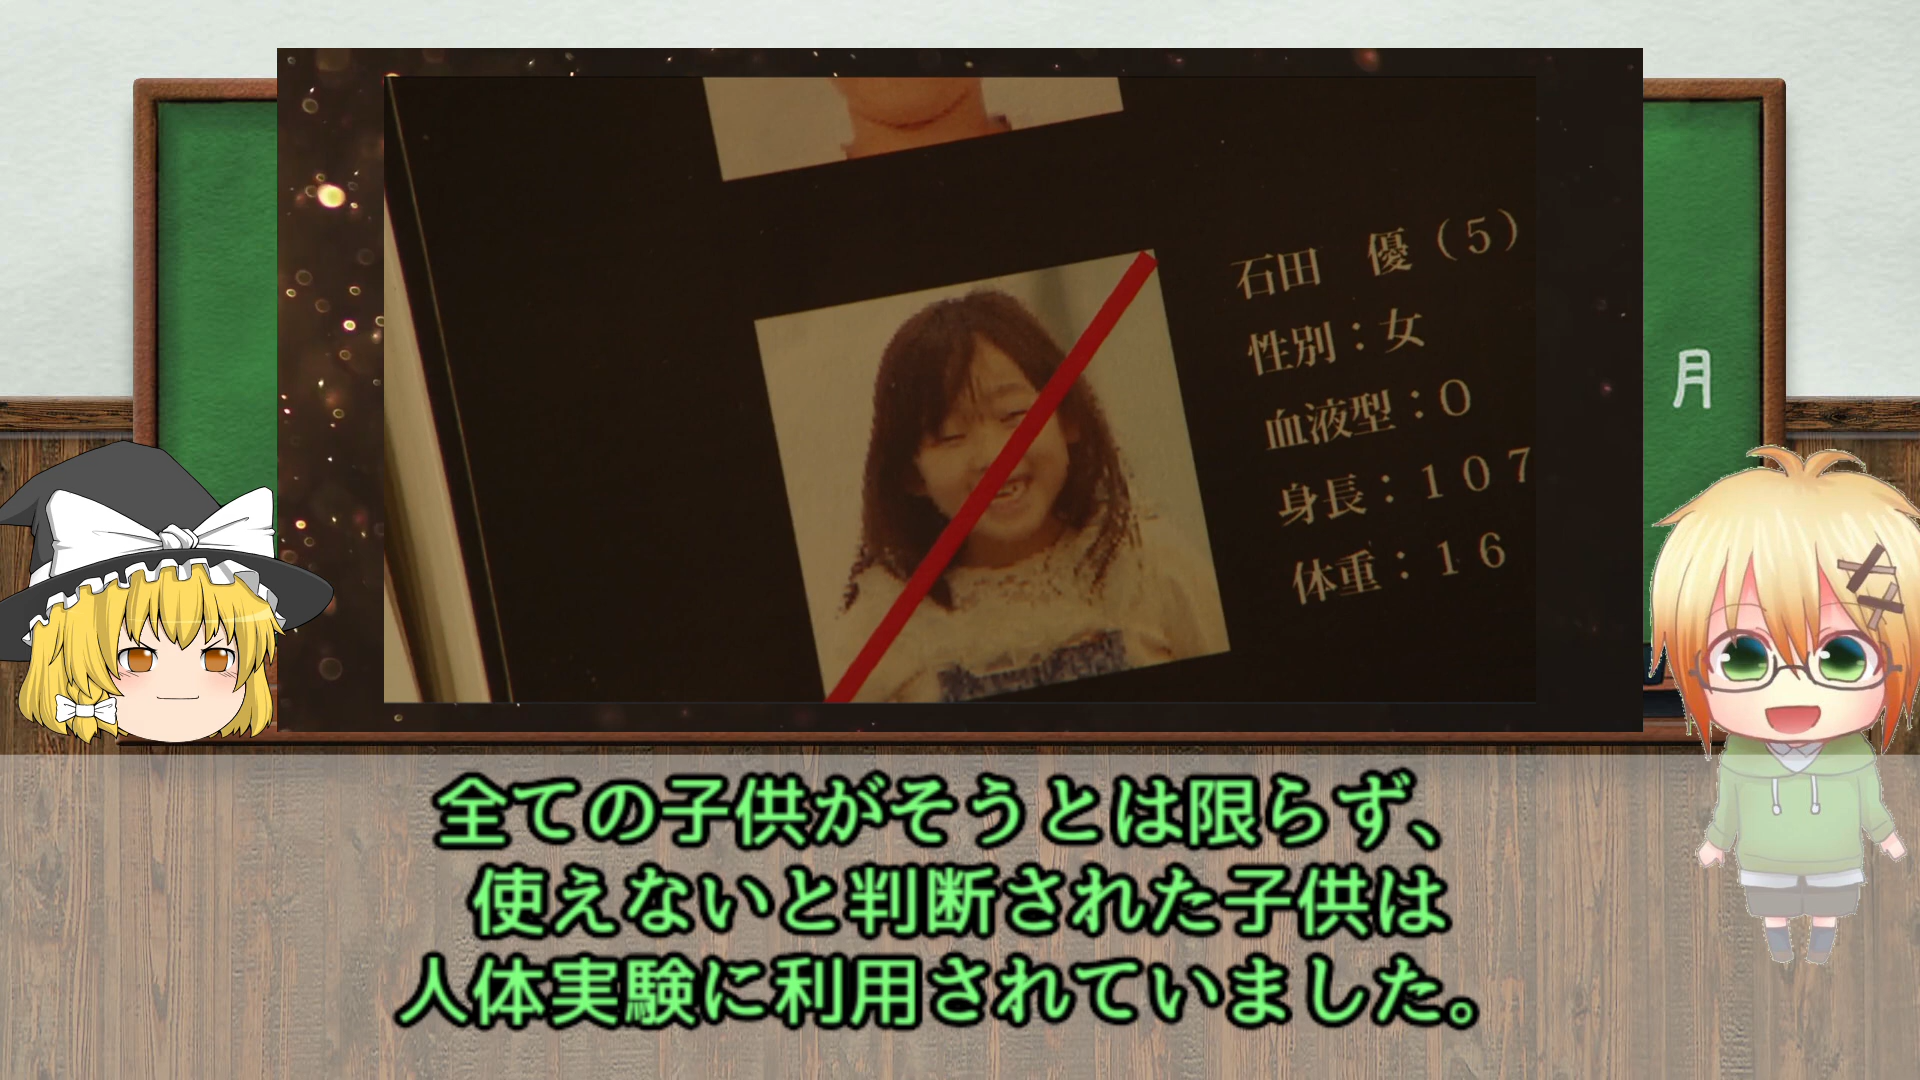 石田 優（5）
性別：女
血液型：O
身長：107
体重：16
月
全ての子供がそうとは限らず、
使えないと判断された子供は
人体実験に利用されていました。